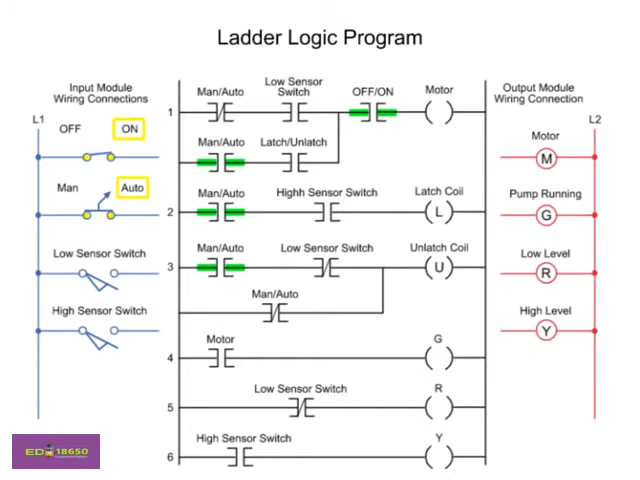 Ladder Logic Program
Input Module
Wiring Connections
L1
OFF
ON
Man
Auto
Low Sensor Switch
High Sensor Switch
1
Man/Auto
Low Sensor
Switch
OFF/ON
Motor
Man/Auto
Latch/Unlatch
2
Man/Auto
Highh Sensor Switch
Latch Coil
L
3
Man/Auto
Low Sensor Switch
Unlatch Coil
U
Man/Auto
4
Motor
G
5
Low Sensor Switch
R
6
High Sensor Switch
Y
Output Module
Wiring Connection
L2
Motor
M
Pump Running
G
Low Level
R
High Level
Y
18650